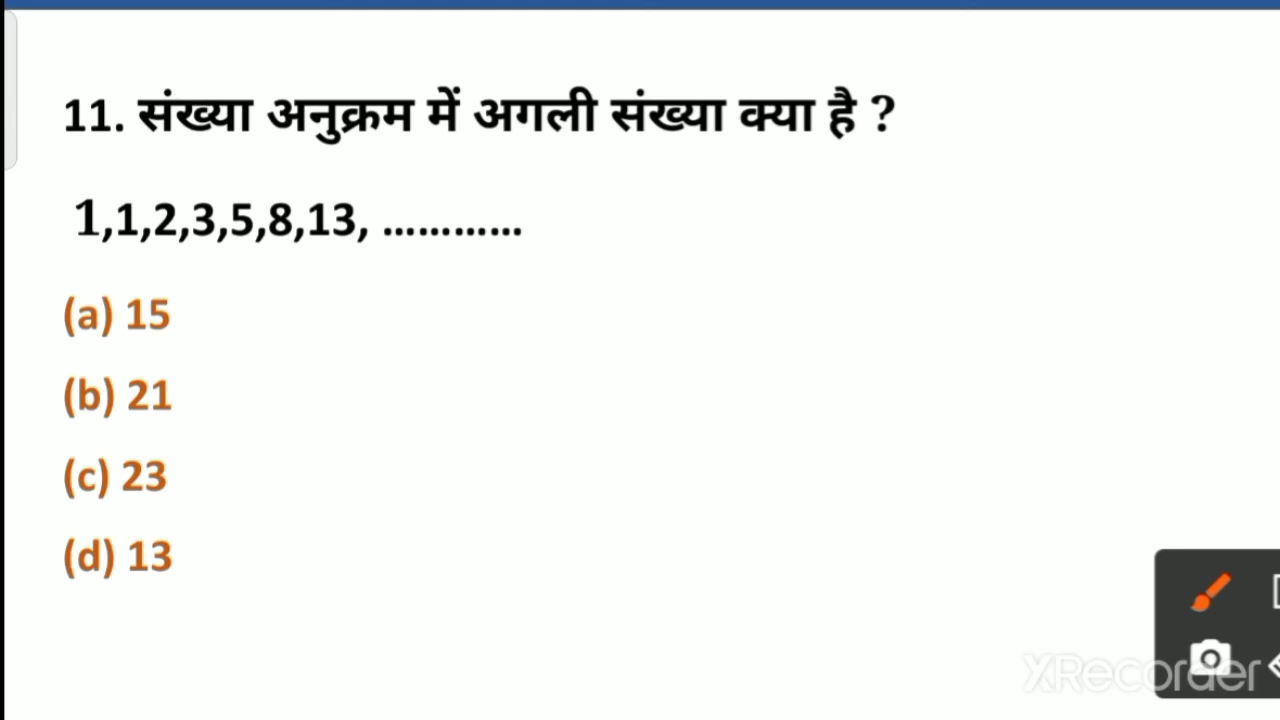 11. संख्या अनुक्रम में अगली संख्या क्या है ?
1,1,2,3,5,8,13, ............
(a) 15
(b) 21
(c) 23
(d) 13
XRecorder